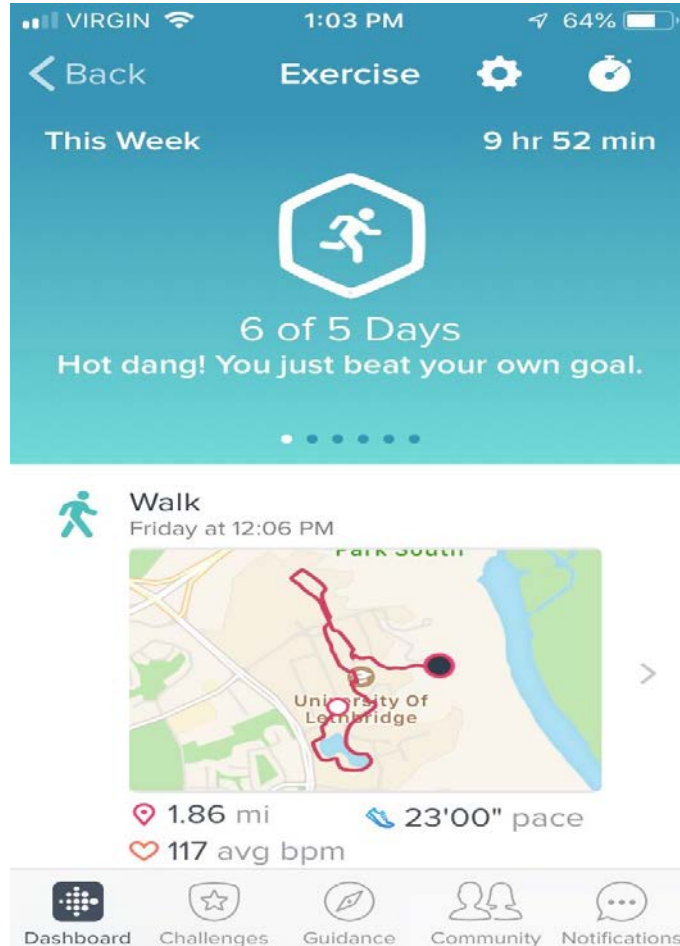 VIRGIN 1:03 PM 64%
Back Exercise
This Week 9 hr 52 min
6 of 5 Days
Hot dang! You just beat your own goal.
Walk
Friday at 12:06 PM
Park South
University Of
Lethbridge
1.86 mi 23'00" pace
117 avg bpm
Dashboard Challenges Guidance Community Notifications